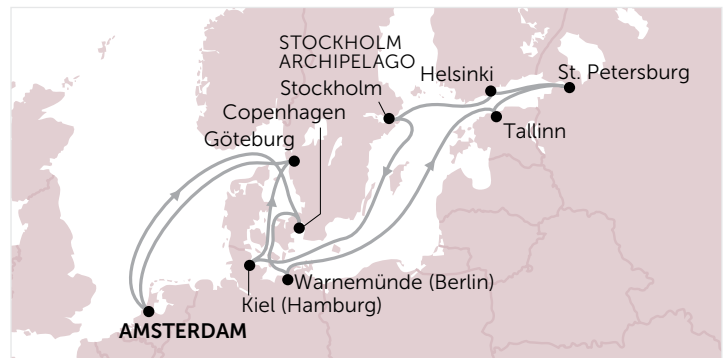 STOCKHOLM
ARCHIPELAGO
Stockholm
Helsinki
St. Petersburg
Copenhagen
Göteburg
Tallinn
Warnemünde (Berlin)
Kiel (Hamburg)
AMSTERDAM